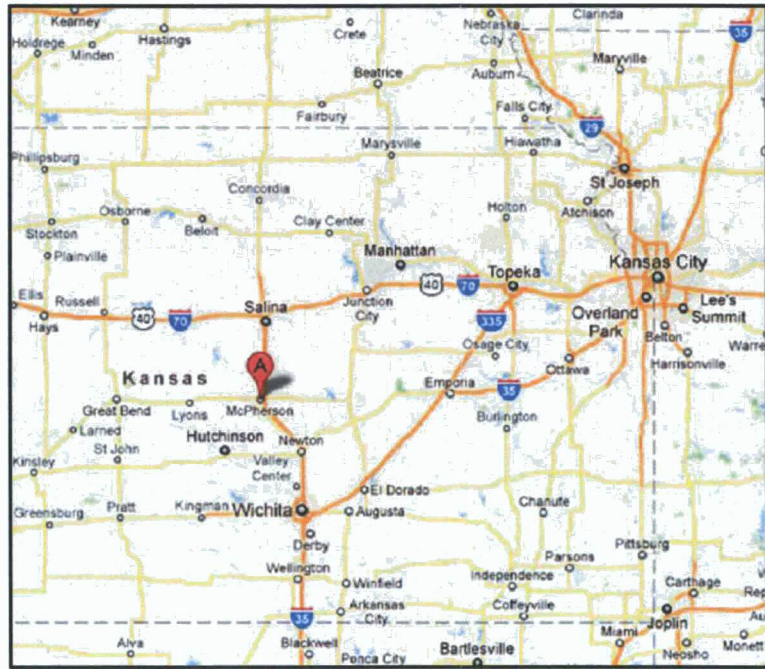 Kearney
Hastings
Crete
Nebraska
City
Clarinda
35
Holdrege
Minden
Maryville
Beatrice
Auburn
Fairbury
Falls City
29
Phillipsburg
Marysville
Hiawatha
St Joseph
Concordia
Atchison
Osborne
Holton
Stockton
Beloit
Clay Center
Manhattan
Plainville
Kansas City
40
70
Topeka
Ellis
Russell
Junction
City
Salina
Hays
40
70
335
Overland
Park
Lee's
Summit
Belton
Osage City
Warre
Harrisonville
Ottawa
A
Kansas
Emporia
35
Great Bend
Lyons
McPherson
Burlington
Larned
Hutchinson
Newton
St John
Valley
Center
Kinsley
El Dorado
Chanute
Greensburg
Pratt
Kingman
Wichita
Augusta
Derby
Pittsburg
Parsons
Wellington
Winfield
Independence
Carthage
Rep
Arkansas
City
Coffeyville
35
Joplin
Au
Alva
Blackwell
Ponca City
Bartlesville
Miami
Neosho
Monett